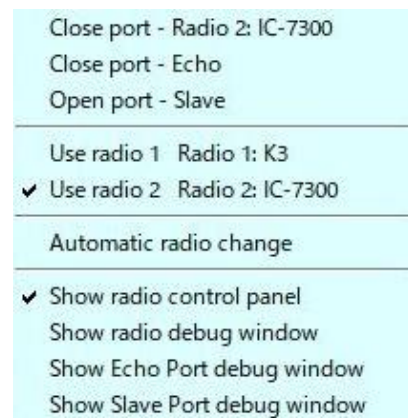 Close port - Radio 2: IC-7300
Close port - Echo
Open port - Slave
Use radio 1 Radio 1: K3
Use radio 2 Radio 2: IC-7300
Automatic radio change
Show radio control panel
Show radio debug window
Show Echo Port debug window
Show Slave Port debug window